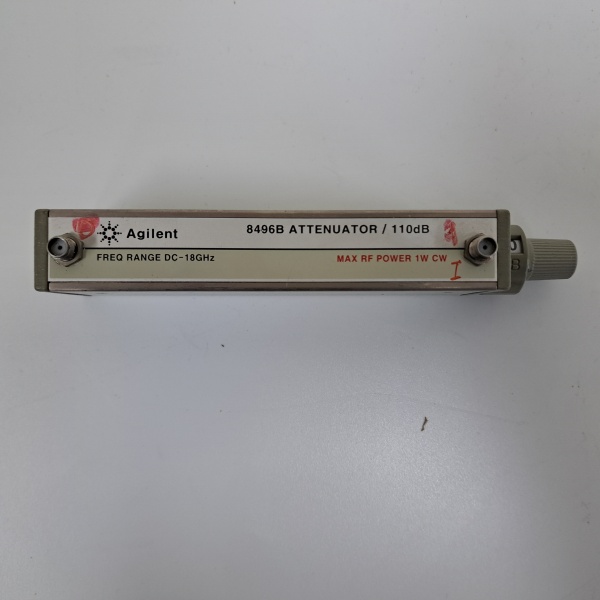 Agilent
8496B ATTENUATOR / 110dB
FREQ RANGE DC-18GHz
MAX RF POWER 1W CW
I
B